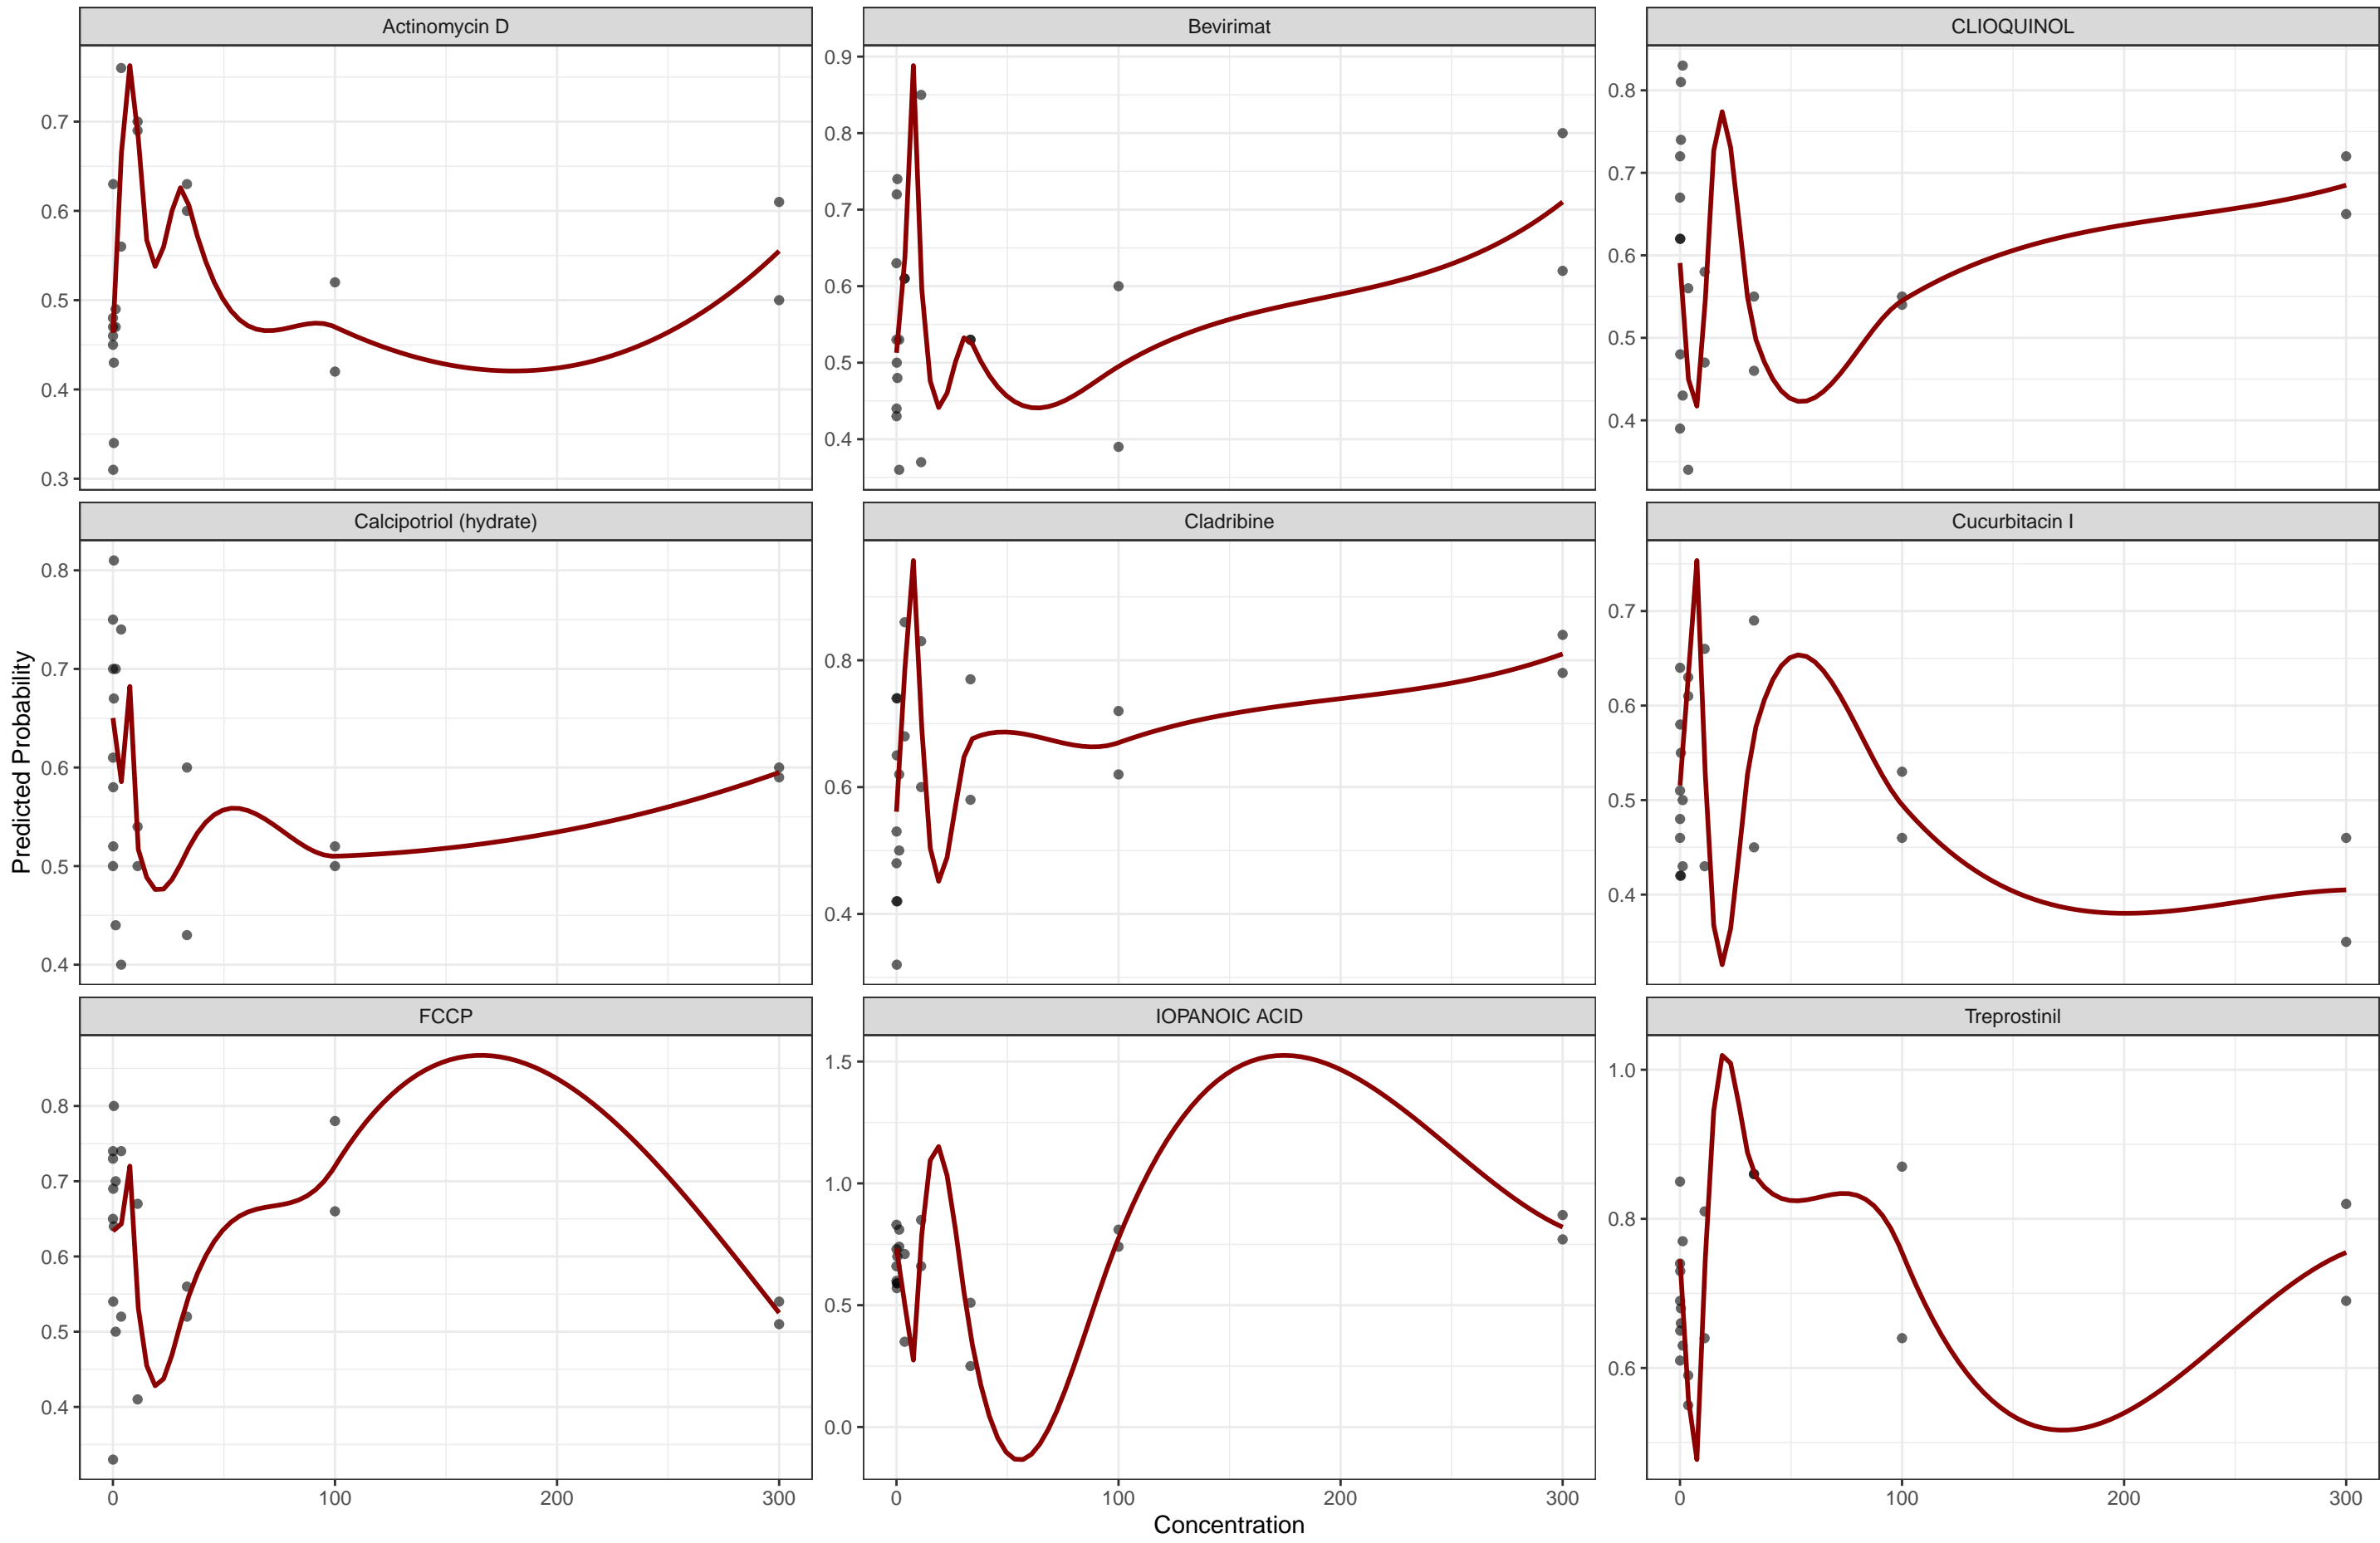 Actinomycin D
Bevirimat
CLIOQUINOL
0.7
0.6
0.5
0.4
0.3
0.9
0.8
0.7
0.6
0.5
0.4
0.8
0.7
0.6
0.5
0.4
Calcipotriol (hydrate)
Cladribine
Cucurbitacin I
0.8
0.7
0.6
0.5
0.4
0.8
0.6
0.4
0.7
0.6
0.5
0.4
Predicted Probability
FCCP
IOPANOIC ACID
Treprostinil
0.8
0.7
0.6
0.5
0.4
1.5
1.0
0.5
0.0
1.0
0.8
0.6
0 100 200 300
0 100 200 300
0 100 200 300
Concentration